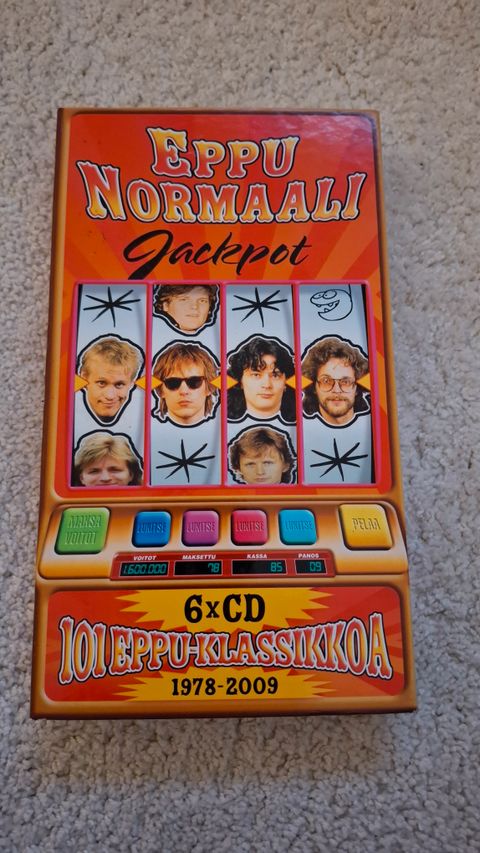 EPPU
NORMAALI
Jackpot
MAKSA VOITOT
LUKITSE LUKITSE LUKITSE LUKITSE
PELAA
VOITOT MAKSETTU KASSA PANOS
1.600.000 78 85 09
6xCD
101 EPPU-KLASSIKKOA
1978-2009